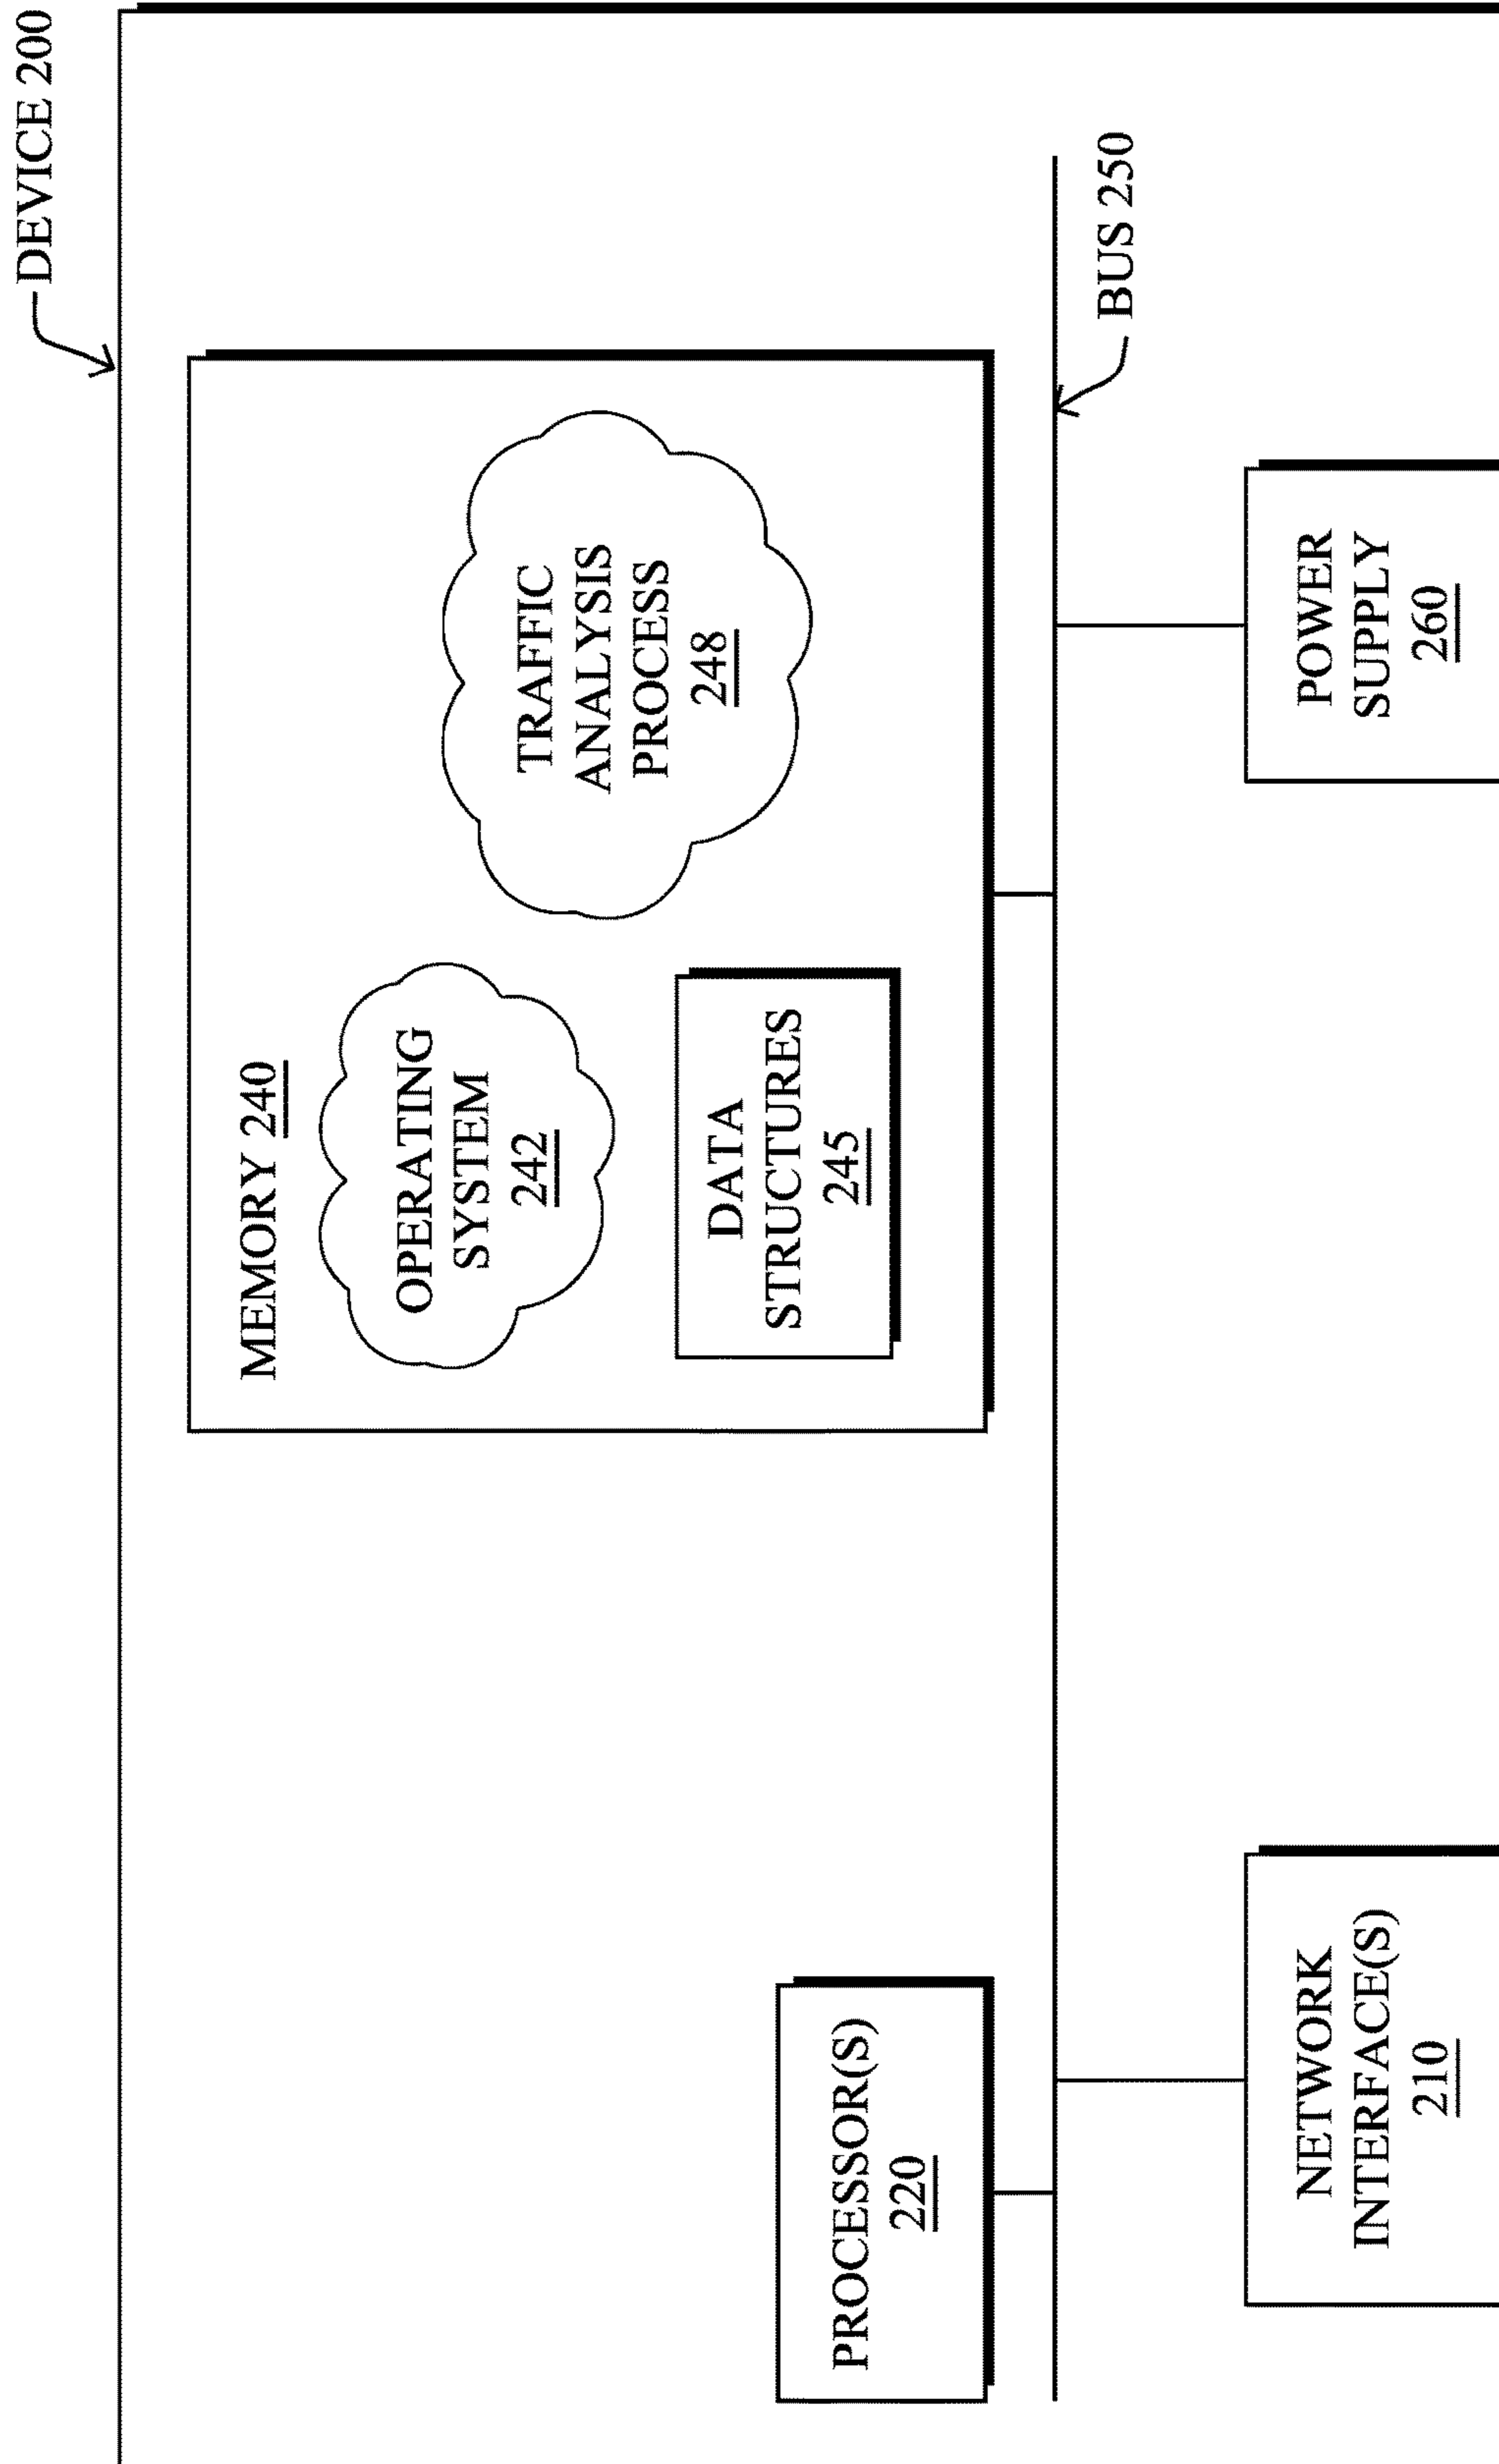 DEVICE 200
MEMORY 240
OPERATING
SYSTEM
242
TRAFFIC
ANALYSIS
PROCESS
248
DATA
STRUCTURES
245
PROCESSOR(S)
220
BUS 250
NETWORK
INTERFACE(S)
210
POWER
SUPPLY
260